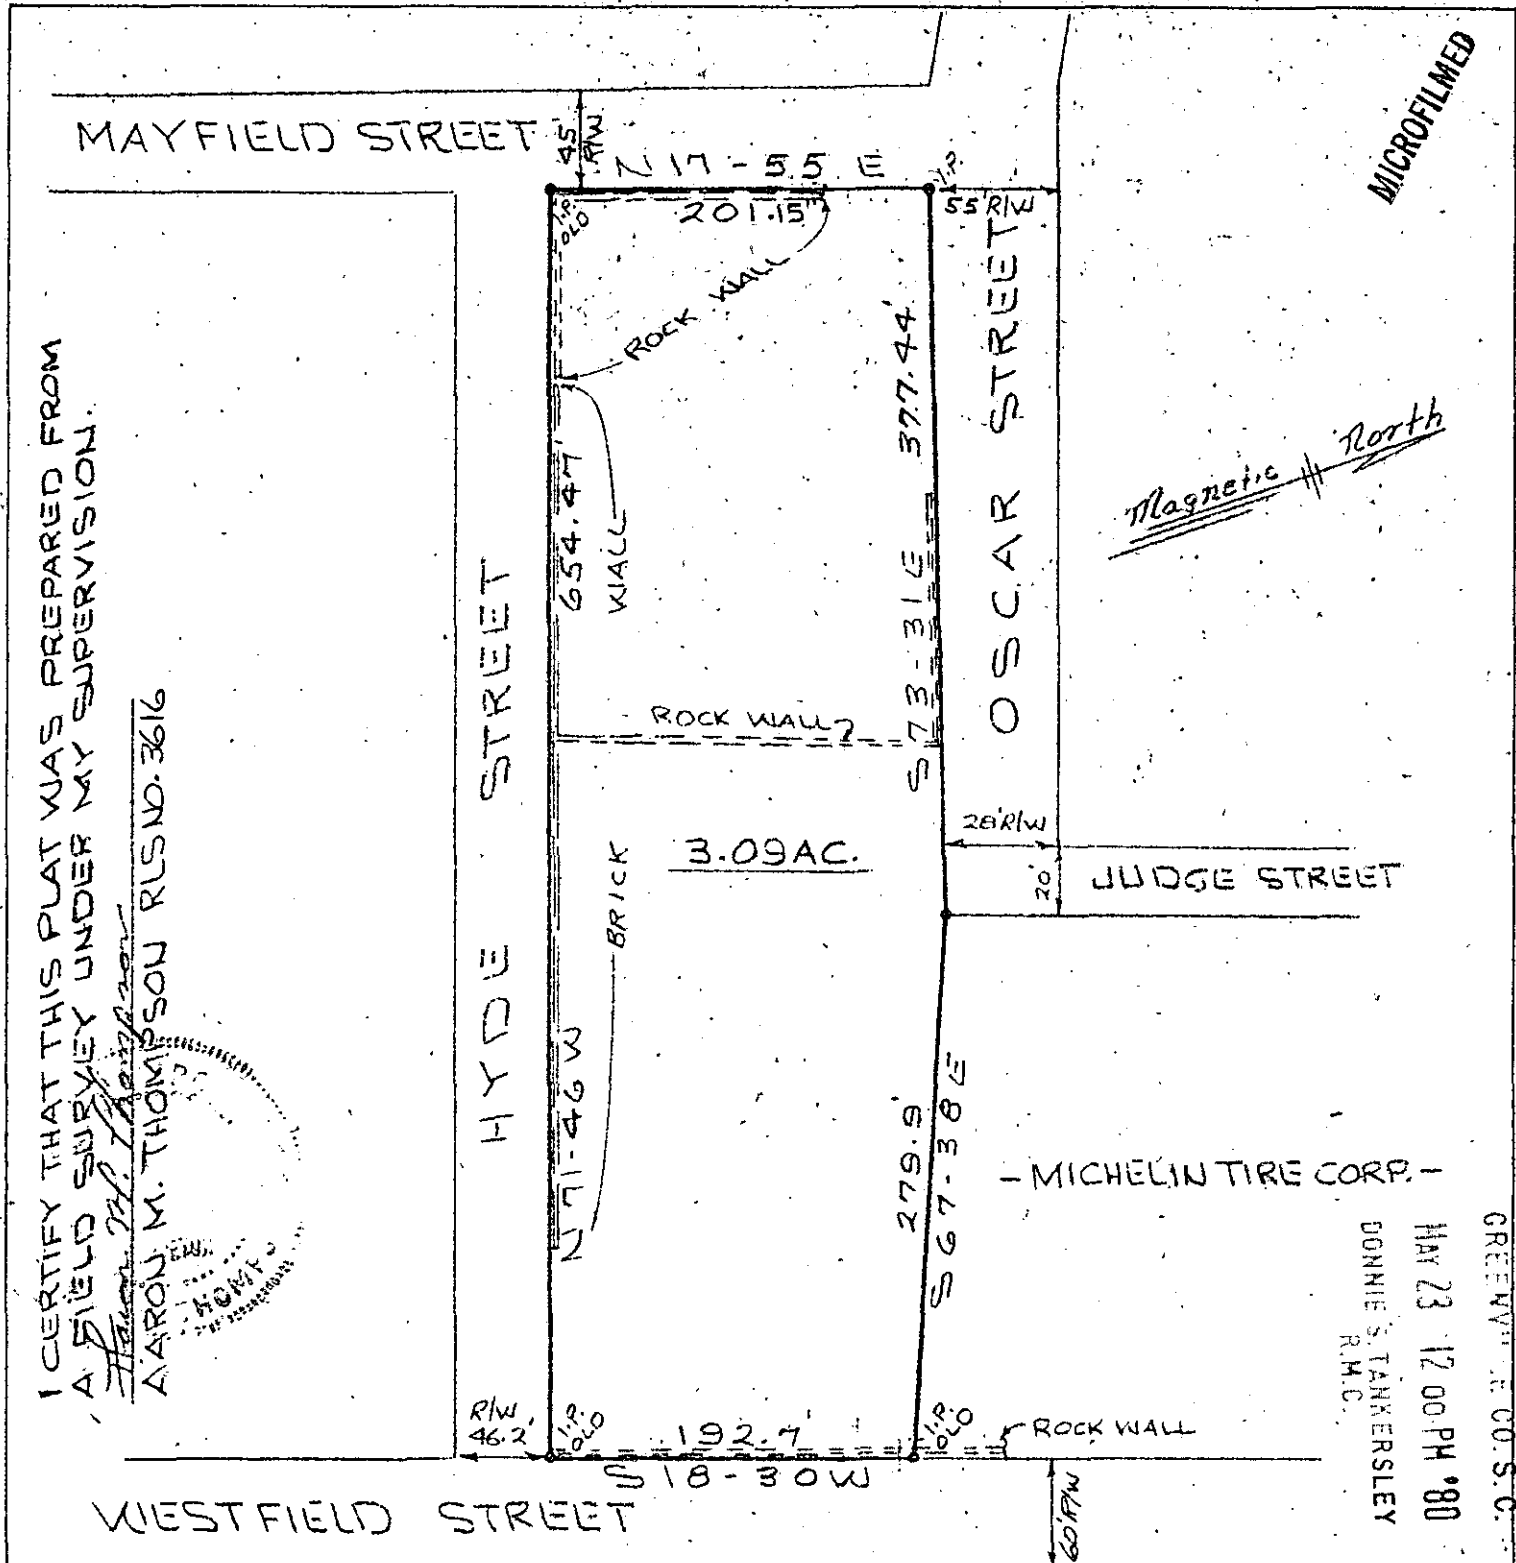 MICROFILMED
MAYFIELD STREET
45 R/W
N 17-55 E
201.15'
I.P.
OLD
I.P.
55' R/W
ROCK WALL
654.47'
WALL
377.44'
S 73-31 E
OSCAR STREET
Magnetic North
HYDE STREET
ROCK WALL
3.09 AC.
28' R/W
20'
JUDGE STREET
BRICK
N 71-46 W
279.9'
S 67-38 E
- MICHELIN TIRE CORP. -
R/W
46.2'
I.P.
OLD
192.7'
S 18-30 W
I.P.
OLD
ROCK WALL
WESTFIELD STREET
60' R/W
I CERTIFY THAT THIS PLAT WAS PREPARED FROM
A FIELD SURVEY UNDER MY SUPERVISION.
Aaron M. Thompson
AARON M. THOMPSON RLS NO. 3616
CO. S.C.
MAY 23 12 00 PM '80
DONNIE S. TANKERSLEY
R.M.C.